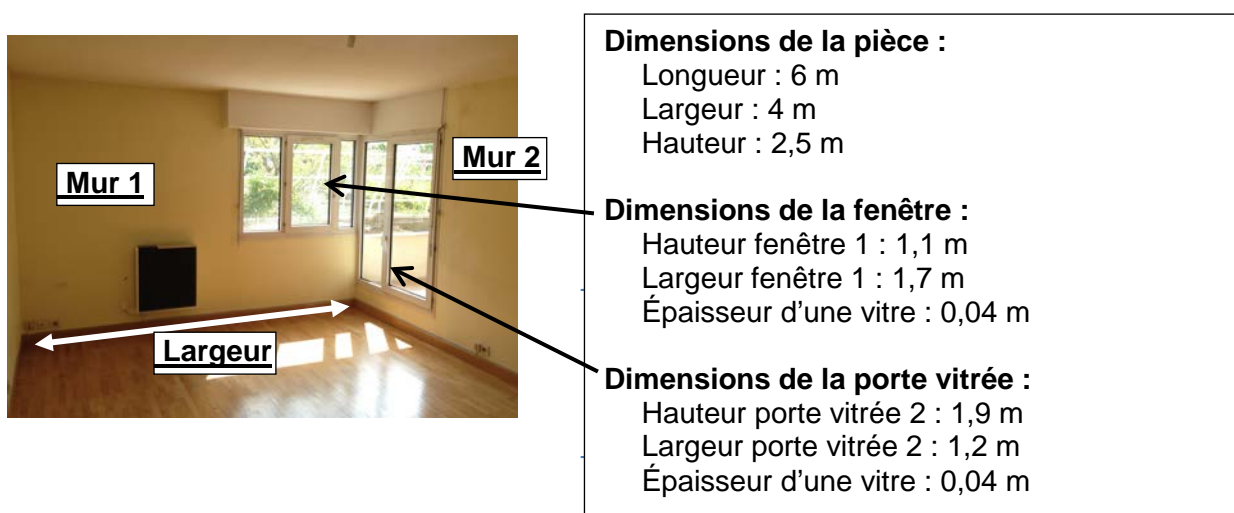 Mur 1
Mur 2
Largeur
Dimensions de la pièce :
Longueur : 6 m
Largeur : 4 m
Hauteur : 2,5 m
Dimensions de la fenêtre :
Hauteur fenêtre 1 : 1,1 m
Largeur fenêtre 1 : 1,7 m
Épaisseur d’une vitre : 0,04 m
Dimensions de la porte vitrée :
Hauteur porte vitrée 2 : 1,9 m
Largeur porte vitrée 2 : 1,2 m
Épaisseur d’une vitre : 0,04 m